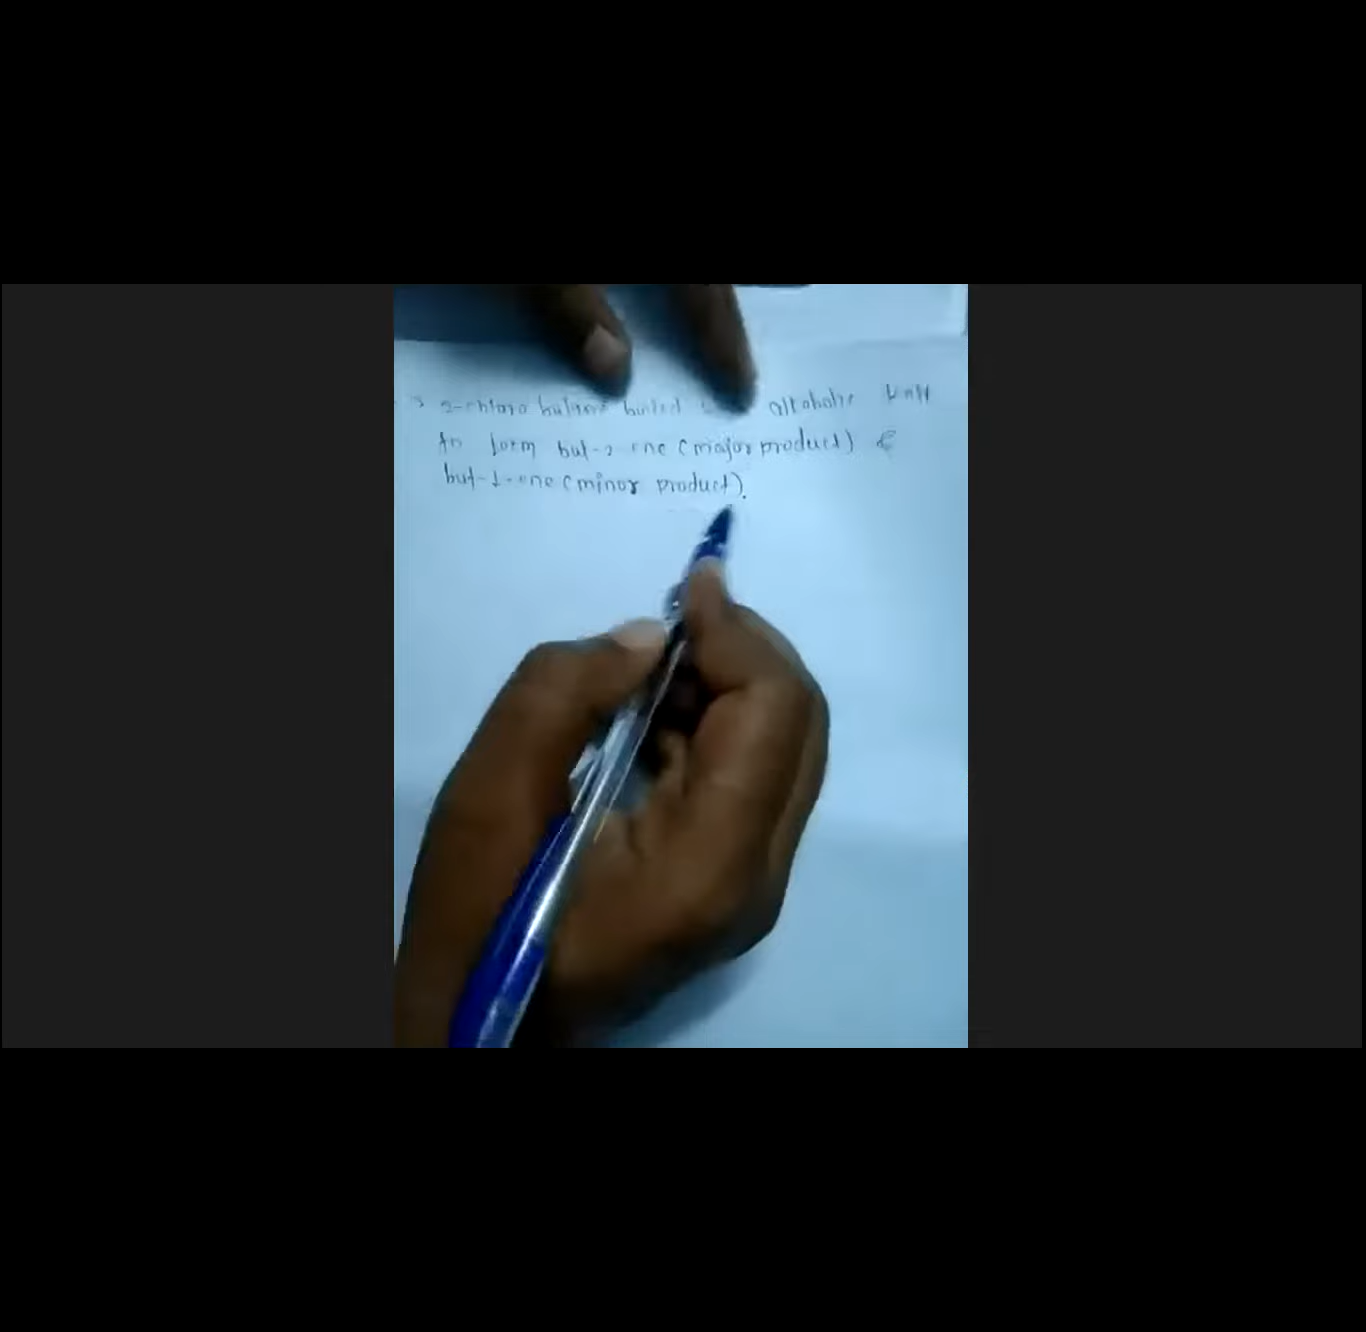 2-chloro butane boiled alcoholic KOH
to form but-2-ene (major product) &
but-1-ene (minor product).